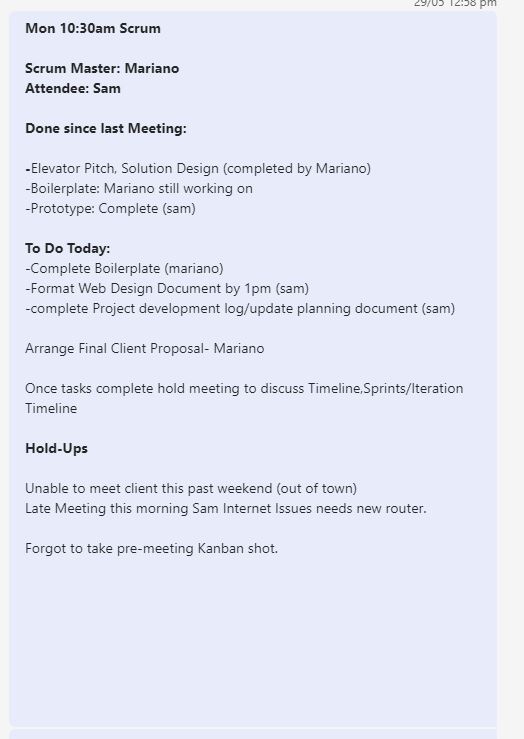 29/05 12:58 pm
Mon 10:30am Scrum
Scrum Master: Mariano
Attendee: Sam
Done since last Meeting:
-Elevator Pitch, Solution Design (completed by Mariano)
-Boilerplate: Mariano still working on
-Prototype: Complete (sam)
To Do Today:
-Complete Boilerplate (mariano)
-Format Web Design Document by 1pm (sam)
-complete Project development log/update planning document (sam)
Arrange Final Client Proposal- Mariano
Once tasks complete hold meeting to discuss Timeline,Sprints/Iteration
Timeline
Hold-Ups
Unable to meet client this past weekend (out of town)
Late Meeting this morning Sam Internet Issues needs new router.
Forgot to take pre-meeting Kanban shot.